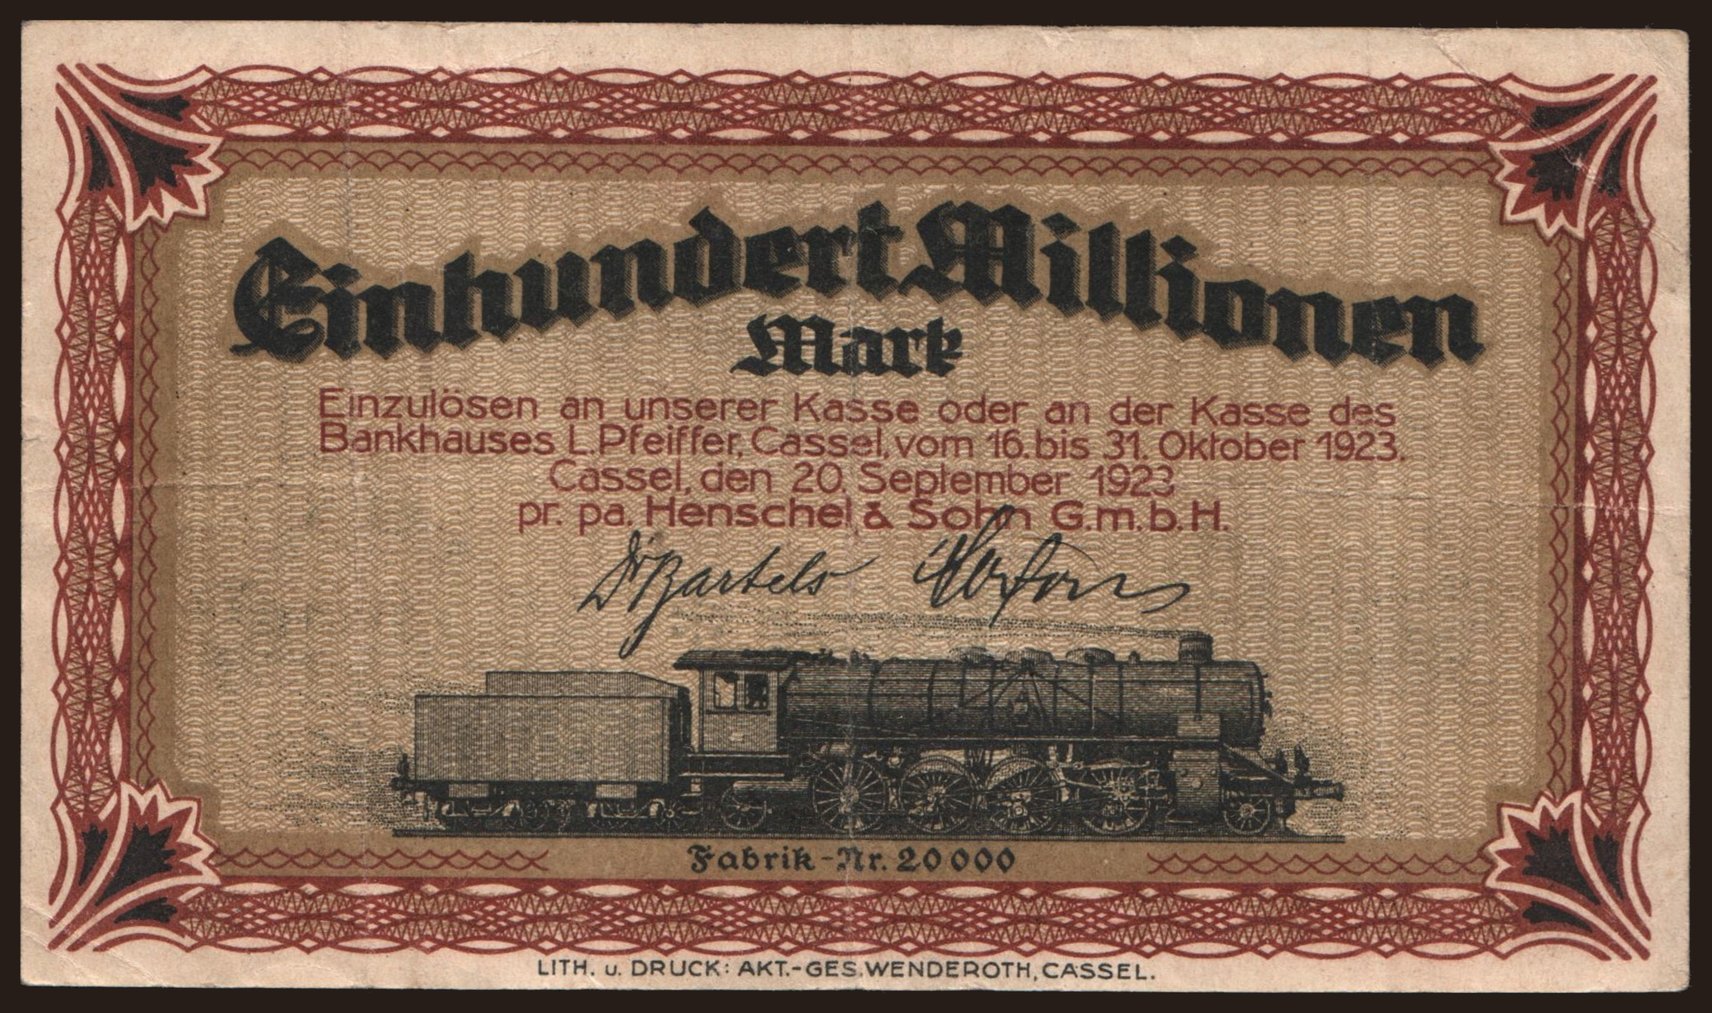 Einhundert Millionen
Mark
Einzulösen an unserer Kasse oder an der Kasse des
Bankhauses L. Pfeiffer, Cassel, vom 16. bis 31. Oktober 1923.
Cassel, den 20. September 1923
pr. pa. Henschel & Sohn G.m.b.H.
Dr Bartels
Fabrik-Nr. 20000
LITH. u. DRUCK: AKT.-GES. WENDEROTH, CASSEL.